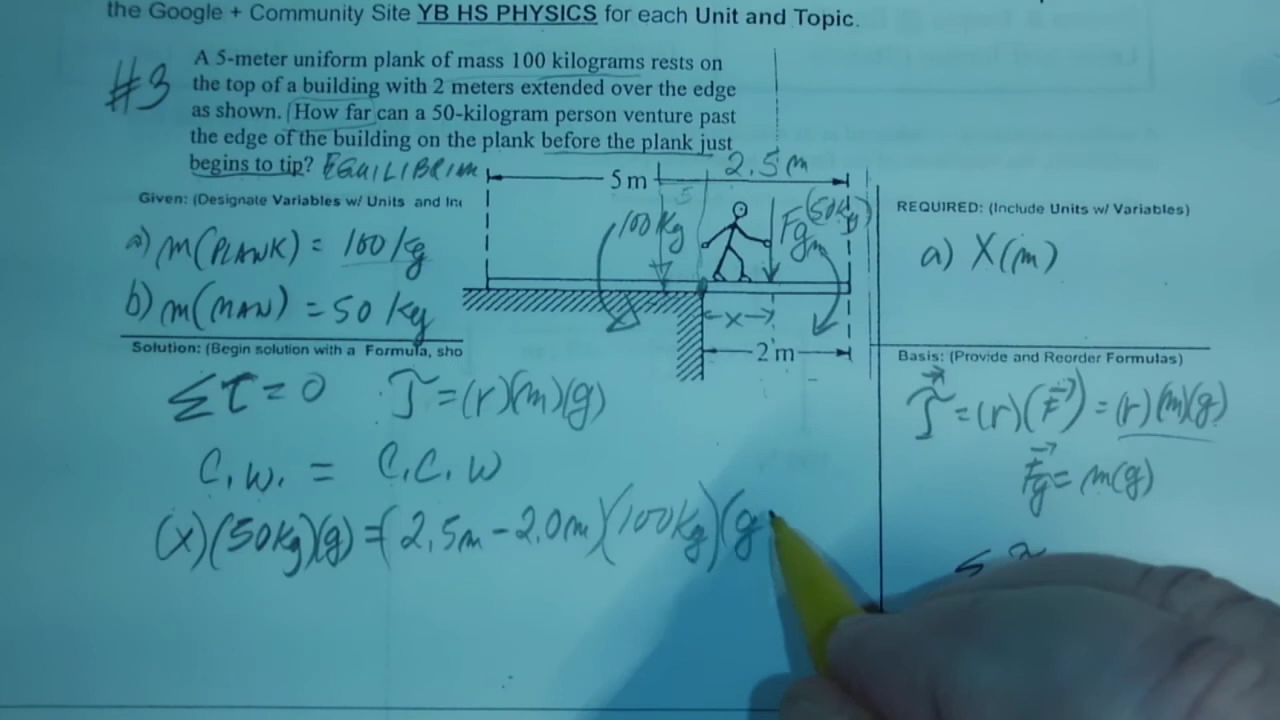 the Google + Community Site YB HS PHYSICS for each Unit and Topic.
#3
A 5-meter uniform plank of mass 100 kilograms rests on
the top of a building with 2 meters extended over the edge
as shown. How far can a 50-kilogram person venture past
the edge of the building on the plank before the plank just
begins to tip? EQUILIBRIM
5 m
2.5 m
Given: (Designate Variables w/ Units and In
a) m(PLANK) = 100 kg
b) m(MAN) = 50 kg
.5
100 kg
Fgm (50kg)
x
2 m
REQUIRED: (Include Units w/ Variables)
a) X(m)
Solution: (Begin solution with a Formula, sho
Στ = 0 τ = (r)(m)(g)
C.W. = C.C.W
(x)(50kg)(g) = (2.5m - 2.0m)(100kg)(g
Basis: (Provide and Reorder Formulas)
τ = (r)(F) = (r)(m)(g)
Fg = m(g)